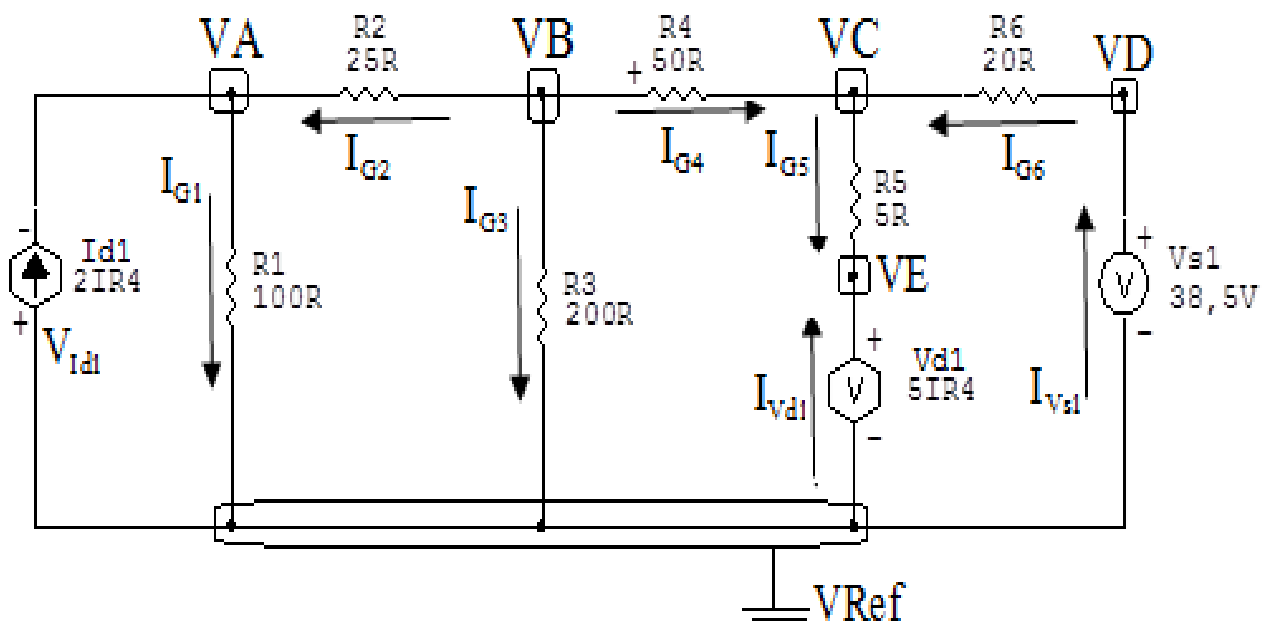 VA
R2
25R
VB
R4
+ 50R
VC
R6
20R
VD
IG2
IG4
IG5
IG6
IG1
IG3
R5
5R
-
Id1
2IR4
+
VId1
R1
100R
R3
200R
VE
+
Vs1
38,5V
V
-
+
Vd1
5IR4
V
-
IVd1
IVs1
VRef